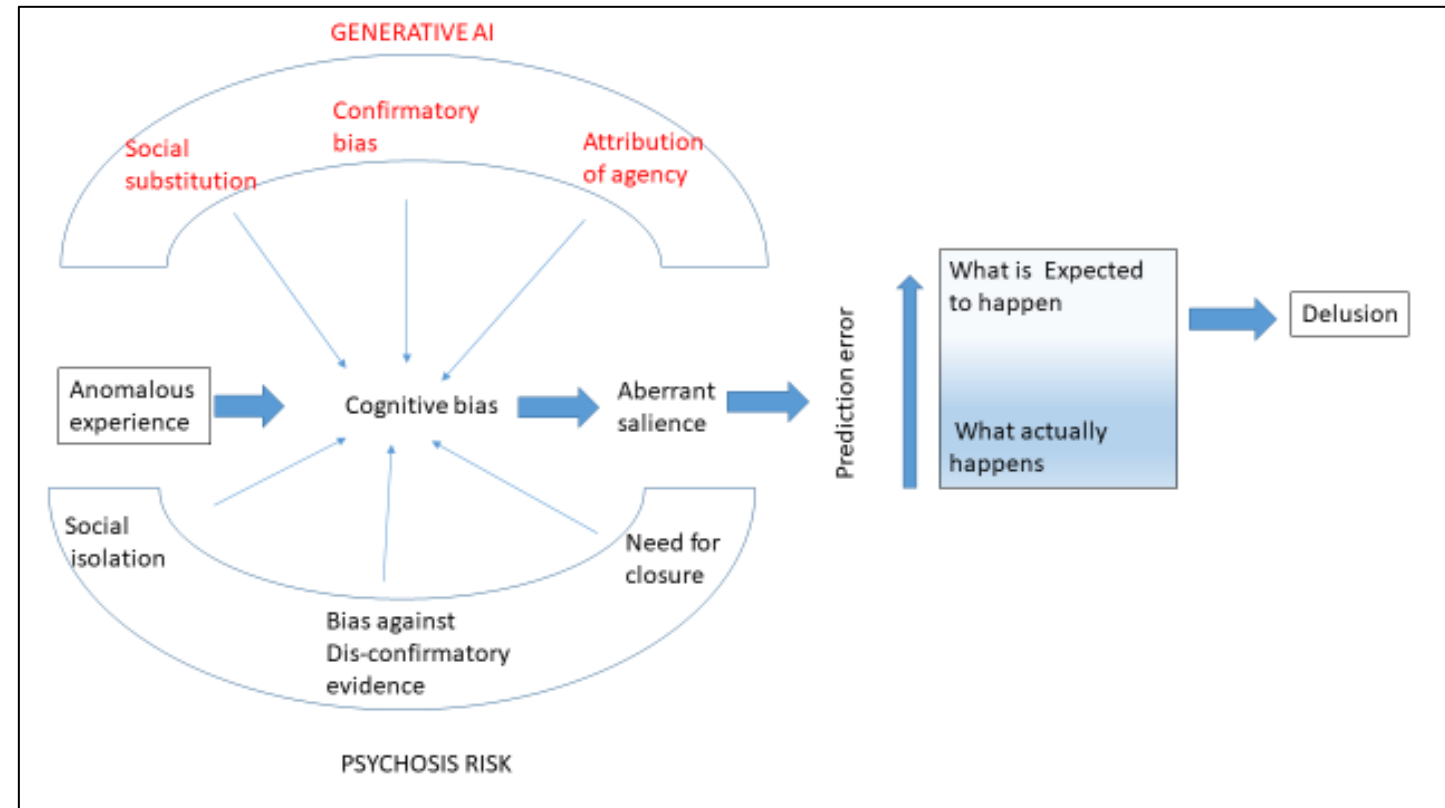 GENERATIVE AI
Confirmatory
bias
Social
substitution
Attribution
of agency
Anomalous
experience
Cognitive bias
Aberrant
salience
Prediction error
What is Expected
to happen
What actually
happens
Delusion
Social
isolation
Bias against
Dis-confirmatory
evidence
Need for
closure
PSYCHOSIS RISK